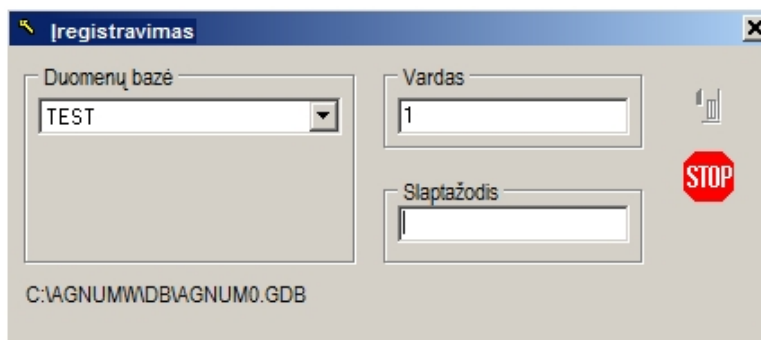 Įregistravimas
Duomenų bazė
TEST
Vardas
1
Slaptažodis
STOP
C:\AGNUMW\DB\AGNUM0.GDB